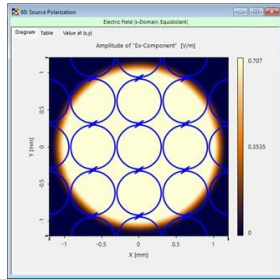 68: Source Polarization
Electric Field (x-Domain, Equidistant)
Diagram Table Value at (x,y)
Amplitude of "Ex-Component" [V/m]
0.707
0.3535
0
Y [mm]
1
0.5
0
-0.5
-1
-1 -0.5 0 0.5 1
X [mm]